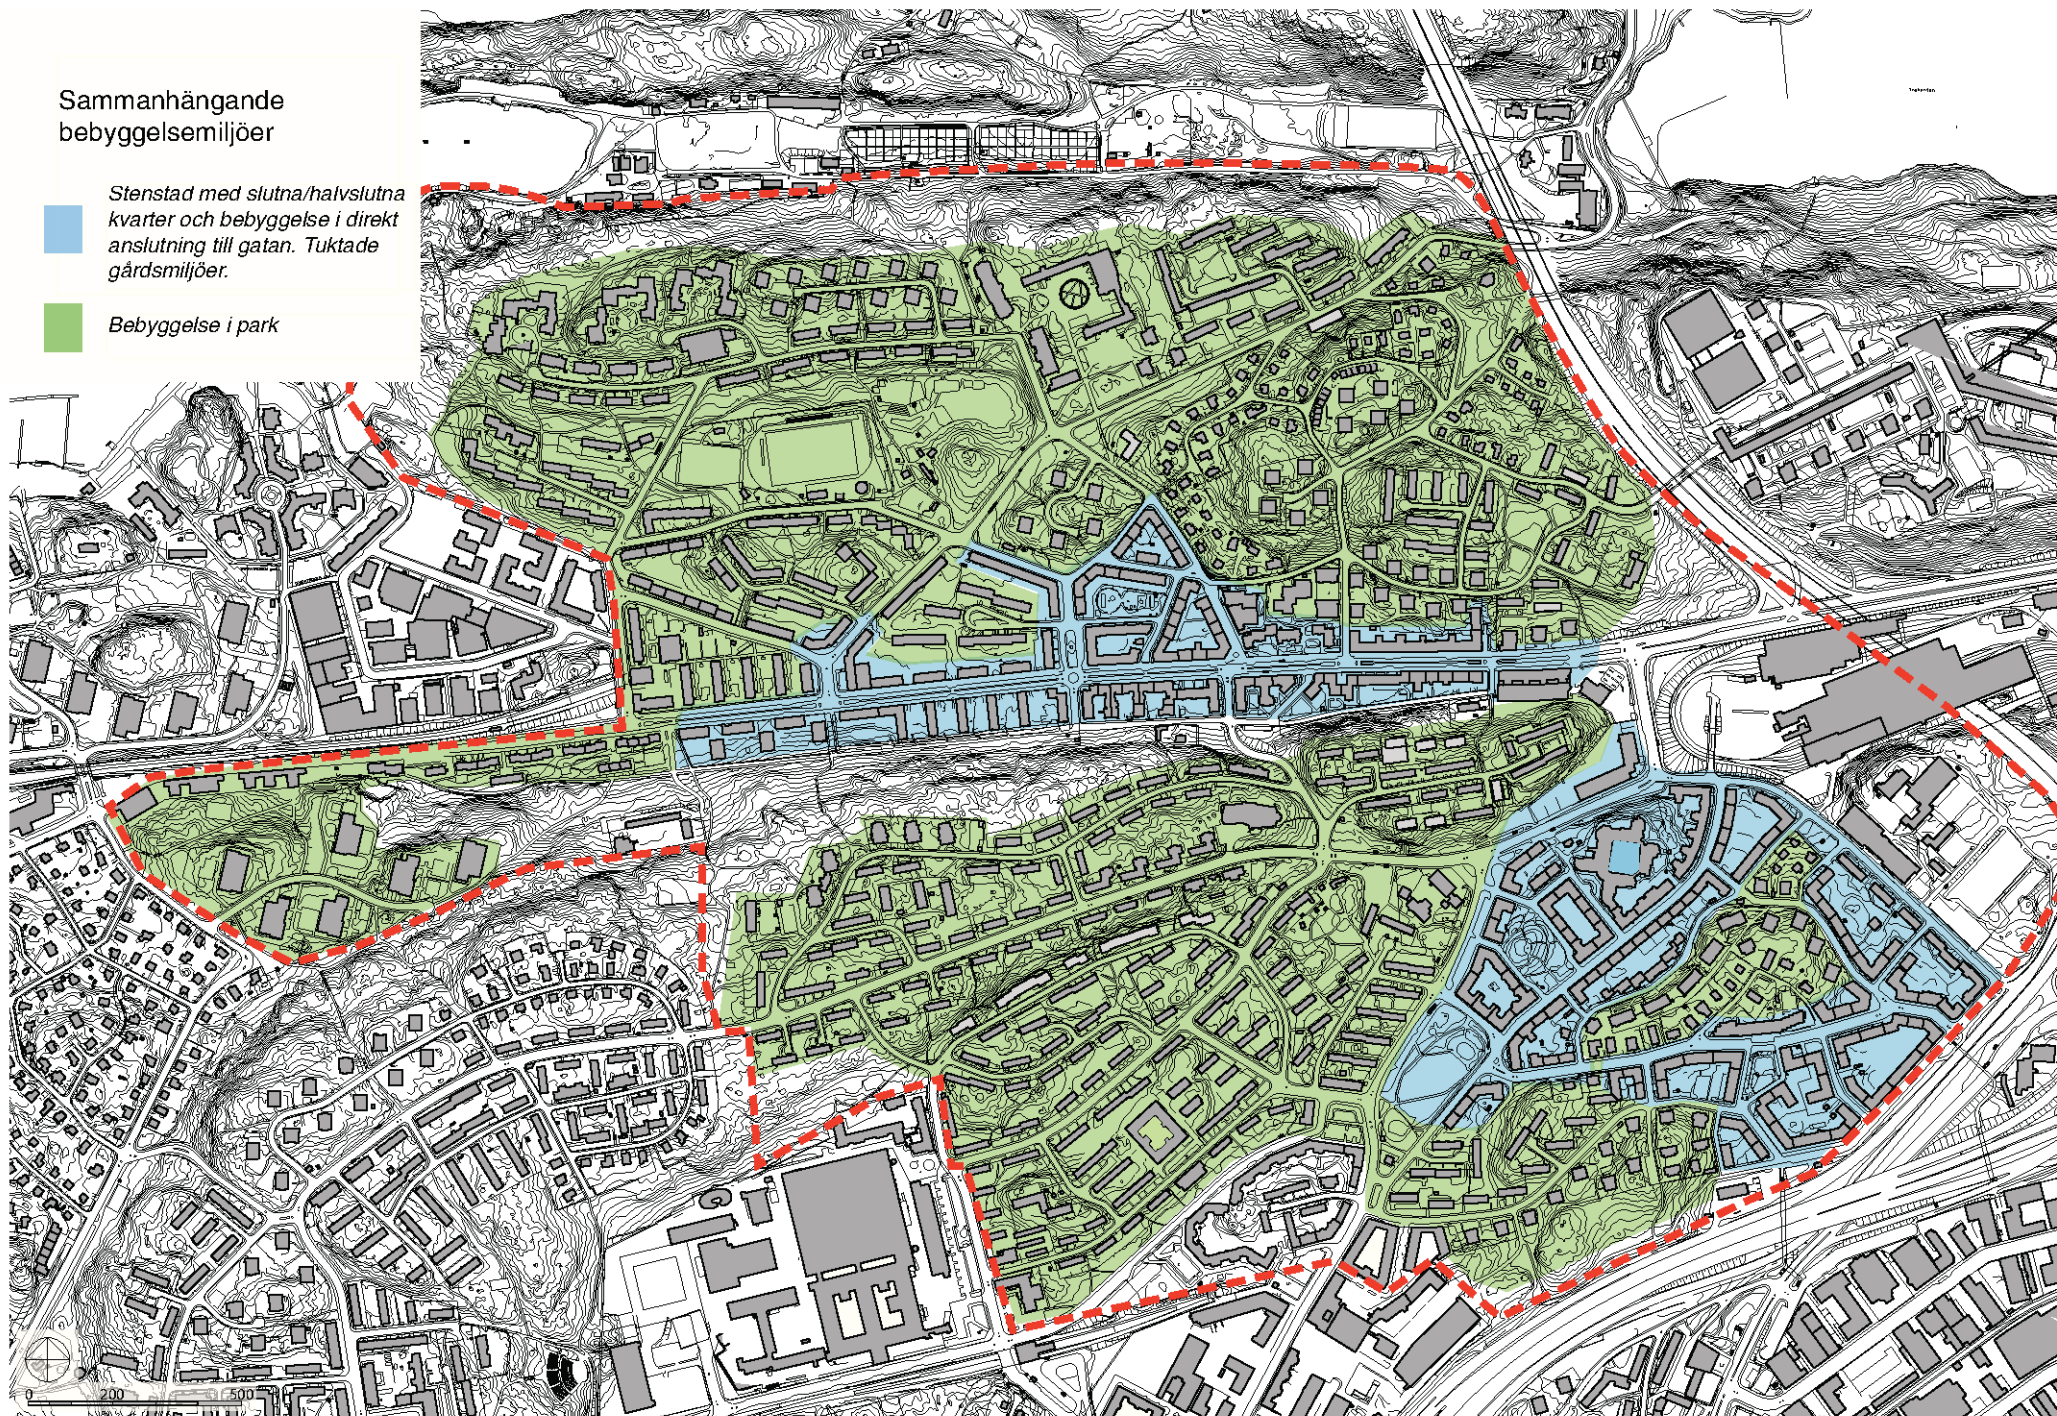 Sammanhängande
bebyggelsemiljöer
Stenstad med slutna/halvslutna
kvarter och bebyggelse i direkt
anslutning till gatan. Tuktade
gårdsmiljöer.
Bebyggelse i park
0 200 500